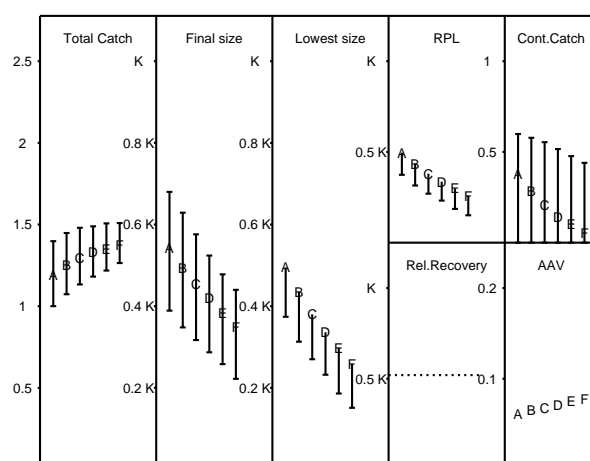 Total Catch Final size Lowest size RPL Cont.Catch
2.5 K K K 1
2 0.8 K 0.8 K 0.5 K 0.5
1.5 0.6 K 0.6 K
A B C D E F
A B C D E F
A B C D E F
A B C D E F
A B C D E F
Rel.Recovery AAV
1 0.4 K 0.4 K K 0.2
0.5 0.2 K 0.2 K 0.5 K 0.1
A B C D E F